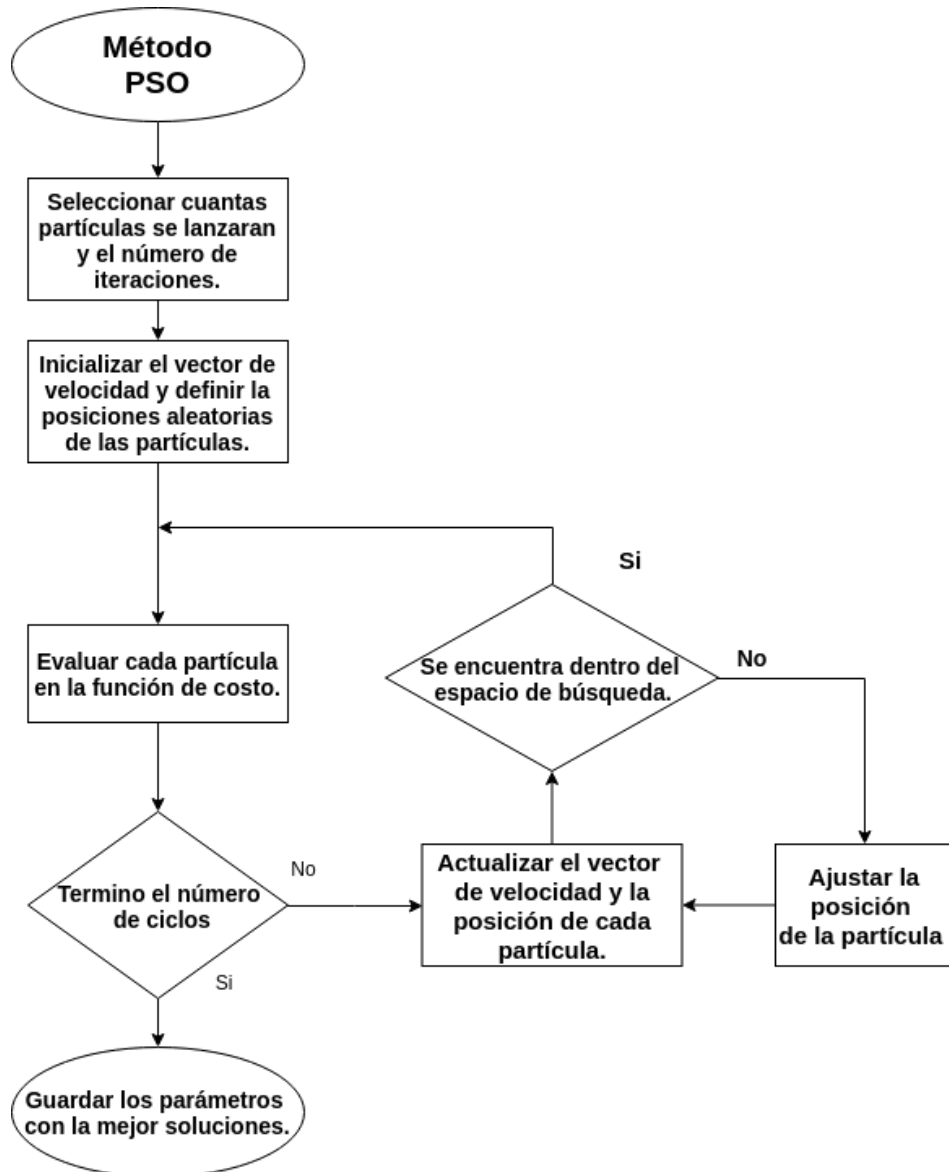 Método
PSO
Seleccionar cuantas
partículas se lanzaran
y el número de
iteraciones.
Inicializar el vector de
velocidad y definir la
posiciones aleatorias
de las partículas.
Si
Se encuentra dentro del
espacio de búsqueda.
No
Evaluar cada partícula
en la función de costo.
Termino el número
de ciclos
No
Si
Actualizar el vector
de velocidad y la
posición de cada
partícula.
Ajustar la
posición
de la partícula
Guardar los parámetros
con la mejor soluciones.